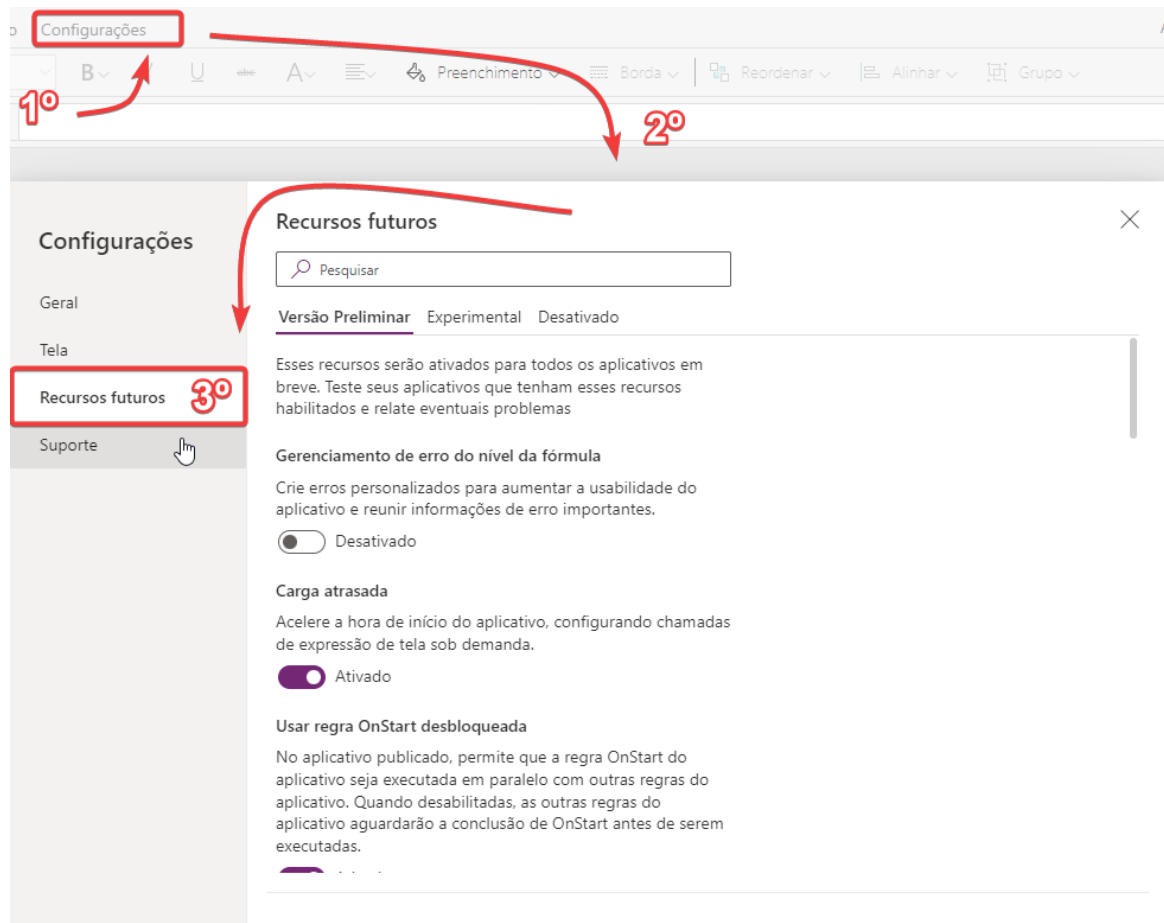 Configurações
B U abc A Preenchimento Borda Reordenar Alinhar Grupo
1º
2º
Configurações
Geral
Tela
Recursos futuros 3º
Suporte
Recursos futuros
Pesquisar
Versão Preliminar Experimental Desativado
Esses recursos serão ativados para todos os aplicativos em
breve. Teste seus aplicativos que tenham esses recursos
habilitados e relate eventuais problemas
Gerenciamento de erro do nível da fórmula
Crie erros personalizados para aumentar a usabilidade do
aplicativo e reunir informações de erro importantes.
Desativado
Carga atrasada
Acelere a hora de início do aplicativo, configurando chamadas
de expressão de tela sob demanda.
Ativado
Usar regra OnStart desbloqueada
No aplicativo publicado, permite que a regra OnStart do
aplicativo seja executada em paralelo com outras regras do
aplicativo. Quando desabilitadas, as outras regras do
aplicativo aguardarão a conclusão de OnStart antes de serem
executadas.